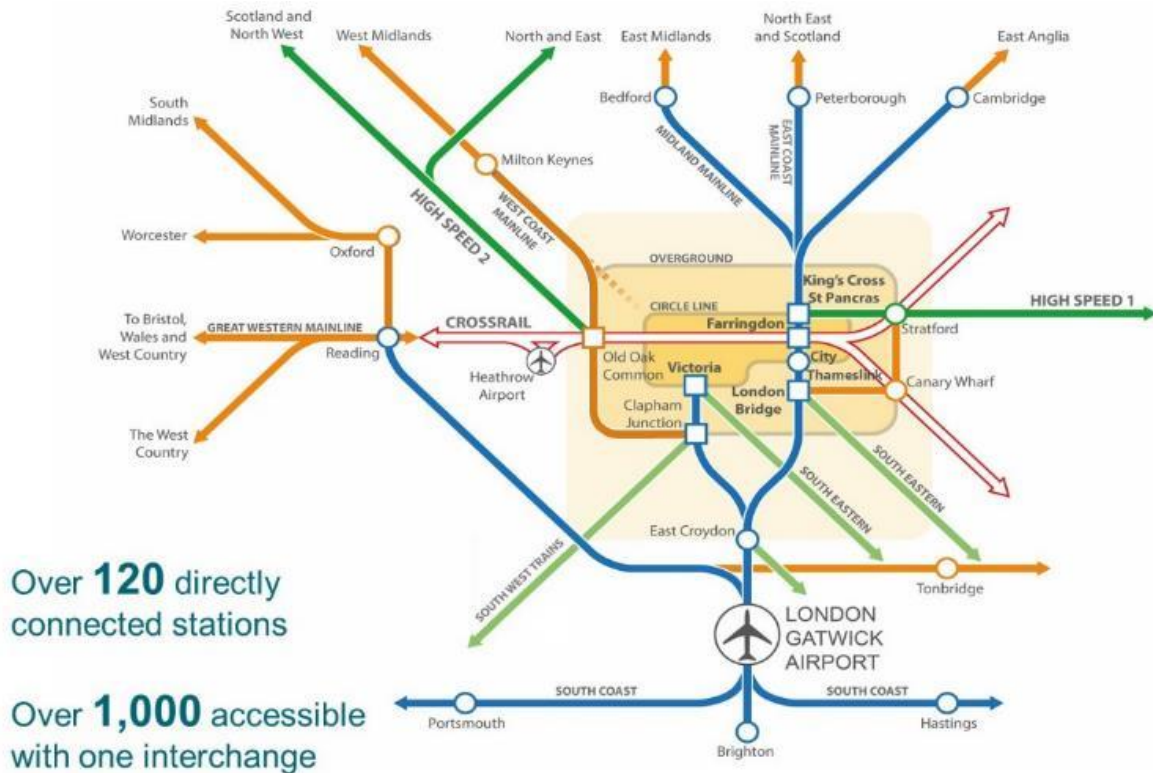 Scotland and
North West
West Midlands
North and East
East Midlands
North East
and Scotland
East Anglia
South
Midlands
Bedford
Peterborough
Cambridge
MIDLAND MAINLINE
EAST COAST
MAINLINE
Milton Keynes
HIGH SPEED 2
WEST COAST
MAINLINE
Worcester
Oxford
OVERGROUND
King's Cross
St Pancras
CIRCLE LINE
HIGH SPEED 1
To Bristol,
Wales and
West Country
GREAT WESTERN MAINLINE
Reading
CROSSRAIL
Farringdon
Stratford
Heathrow
Airport
Old Oak
Common
Victoria
City
Thameslink
Canary Wharf
London
Bridge
Clapham
Junction
The West
Country
SOUTH EASTERN
SOUTH EASTERN
East Croydon
SOUTH WEST TRAINS
Tonbridge
Over 120 directly
connected stations
LONDON
GATWICK
AIRPORT
Over 1,000 accessible
with one interchange
SOUTH COAST
SOUTH COAST
Portsmouth
Hastings
Brighton